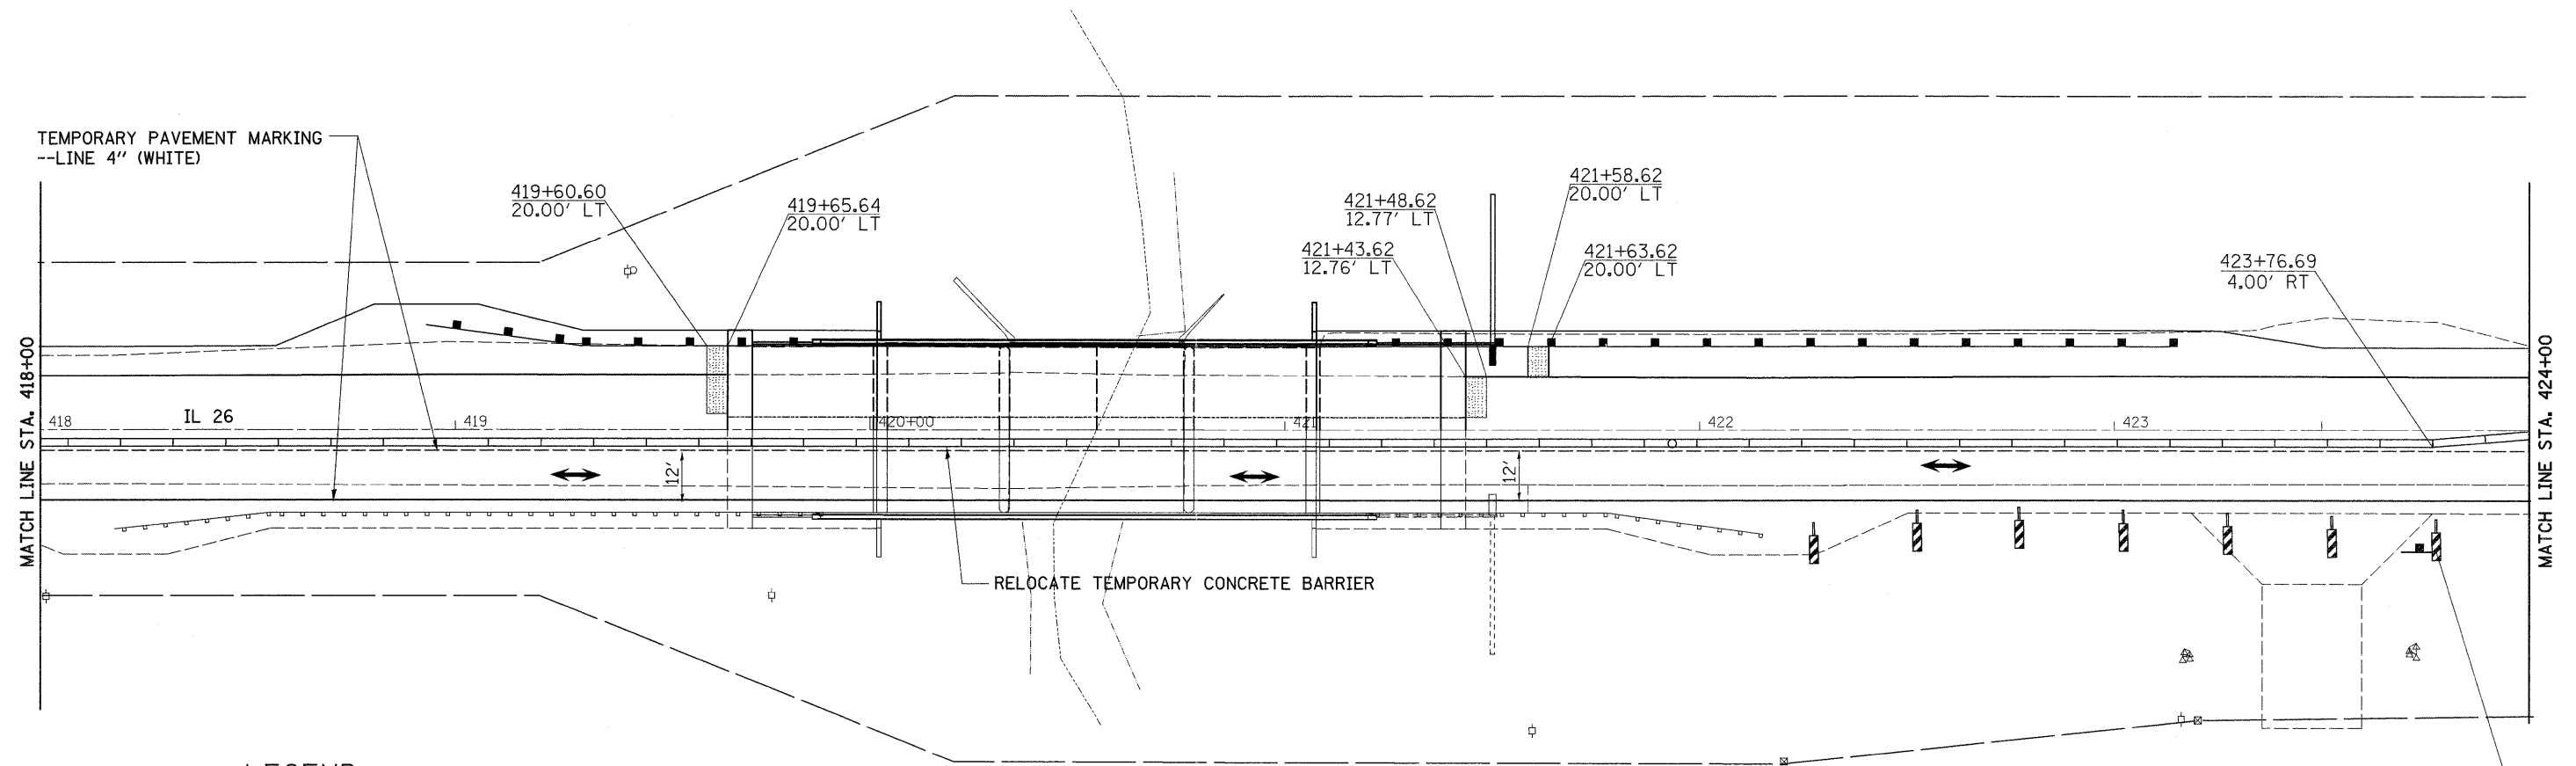 TEMPORARY PAVEMENT MARKING
--LINE 4" (WHITE)
419+60.60
20.00' LT
419+65.64
20.00' LT
421+48.62
12.77' LT
421+43.62
12.76' LT
421+58.62
20.00' LT
421+63.62
20.00' LT
423+76.69
4.00' RT
MATCH LINE STA. 418+00
MATCH LINE STA. 424+00
418
IL 26
419
420+00
421
422
423
12'
12'
RELOCATE TEMPORARY CONCRETE BARRIER
LEGEND